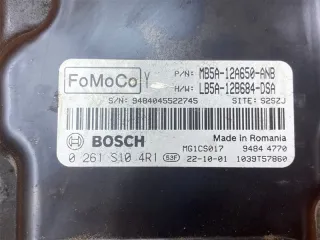 FoMoCo Y P/N: MB5A-12A650-ANB
H/W: LB5A-12B684-DSA
S/N: 9484045522745 SITE: S2SZJ
BOSCH Made in Romania
MG1CS017 9484 4770
0 261 S10 4R1 S3F 22-10-01 1039T57860